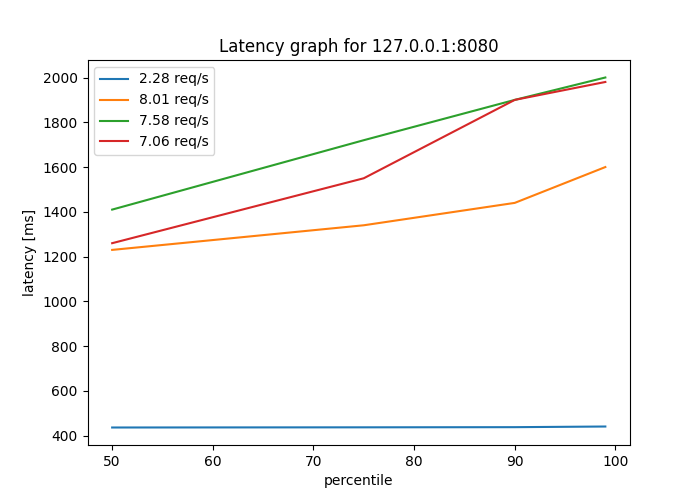 Latency graph for 127.0.0.1:8080
2.28 req/s
8.01 req/s
7.58 req/s
7.06 req/s
latency [ms]
2000
1800
1600
1400
1200
1000
800
600
400
50 60 70 80 90 100
percentile